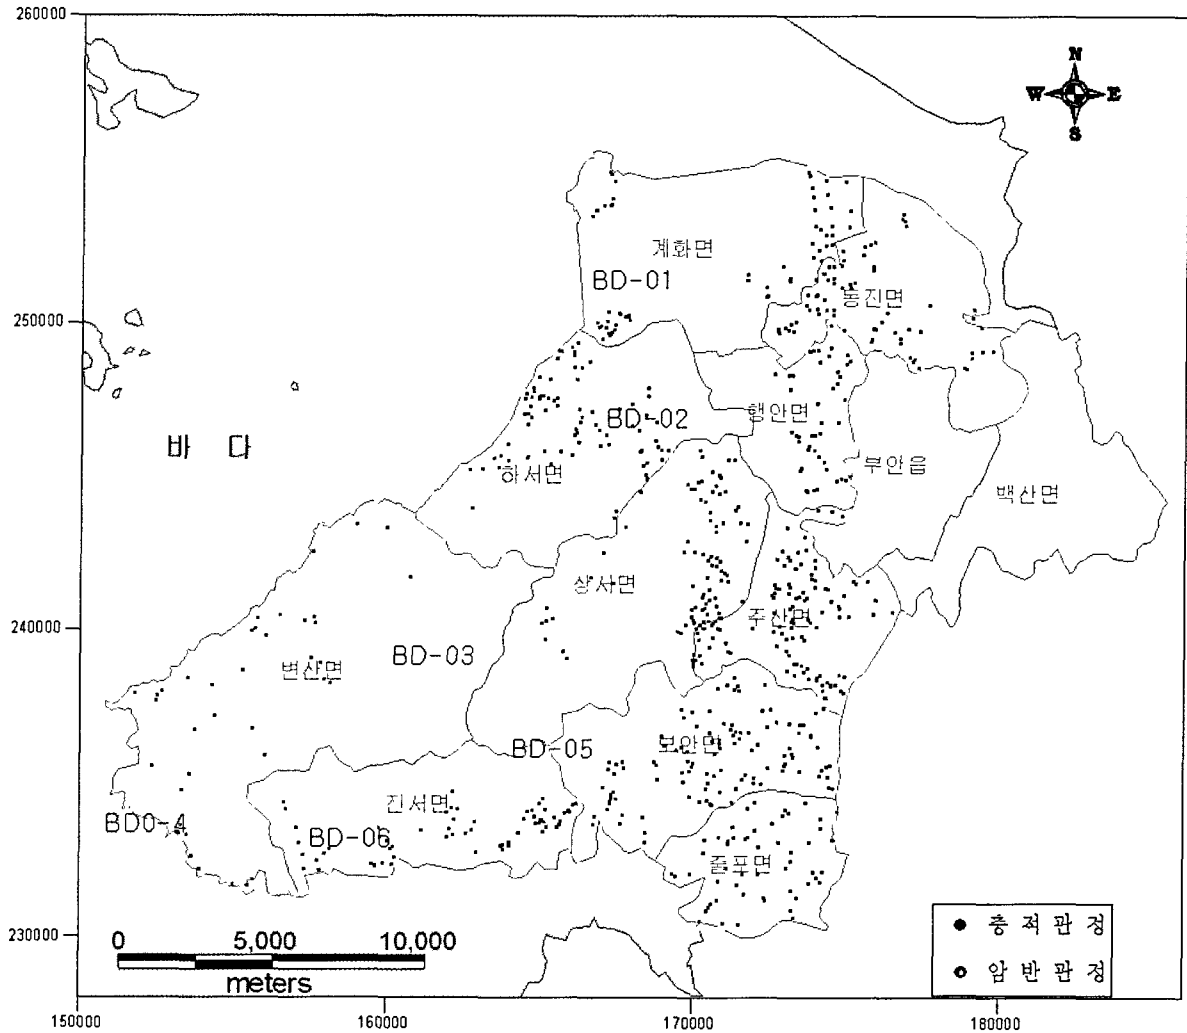 260000
N
W E
S
계화면
BD-01
동진면
250000
BD-02
행안면
바 다
하서면
부안읍
백산면
상서면
240000
주산면
BD-03
변산면
BD-05
보안면
진서면
BD0-4
BD-06
줄포면
230000
0 5,000 10,000
meters
충 적 관 정
암 반 관 정
150000 160000 170000 180000